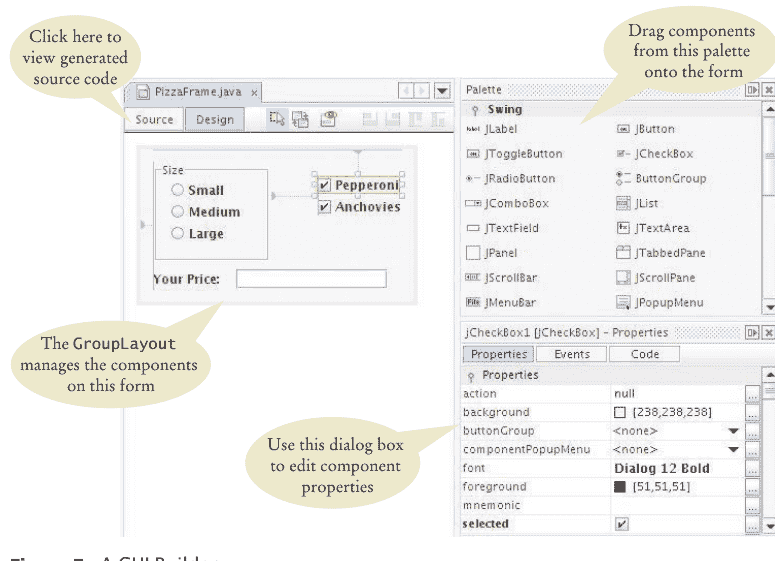 Click here to
view generated
source code
Drag components
from this palette
onto the form
PizzaFrame.java x
Source Design
Size
Small
Medium
Large
Pepperoni
Anchovies
Your Price:
The GroupLayout
manages the components
on this form
Use this dialog box
to edit component
properties
Palette
Swing
JLabel JButton
JToggleButton JCheckBox
JRadioButton ButtonGroup
JComboBox JList
JTextField JTextArea
JPanel JTabbedPane
JScrollBar JScrollPane
JMenuBar JPopupMenu
jCheckBox1 [JCheckBox] - Properties
Properties Events Code
Properties
action null ...
background [238,238,238] ...
buttonGroup <none> ...
componentPopupMenu <none> ...
font Dialog 12 Bold ...
foreground [51,51,51] ...
mnemonic ...
selected ...